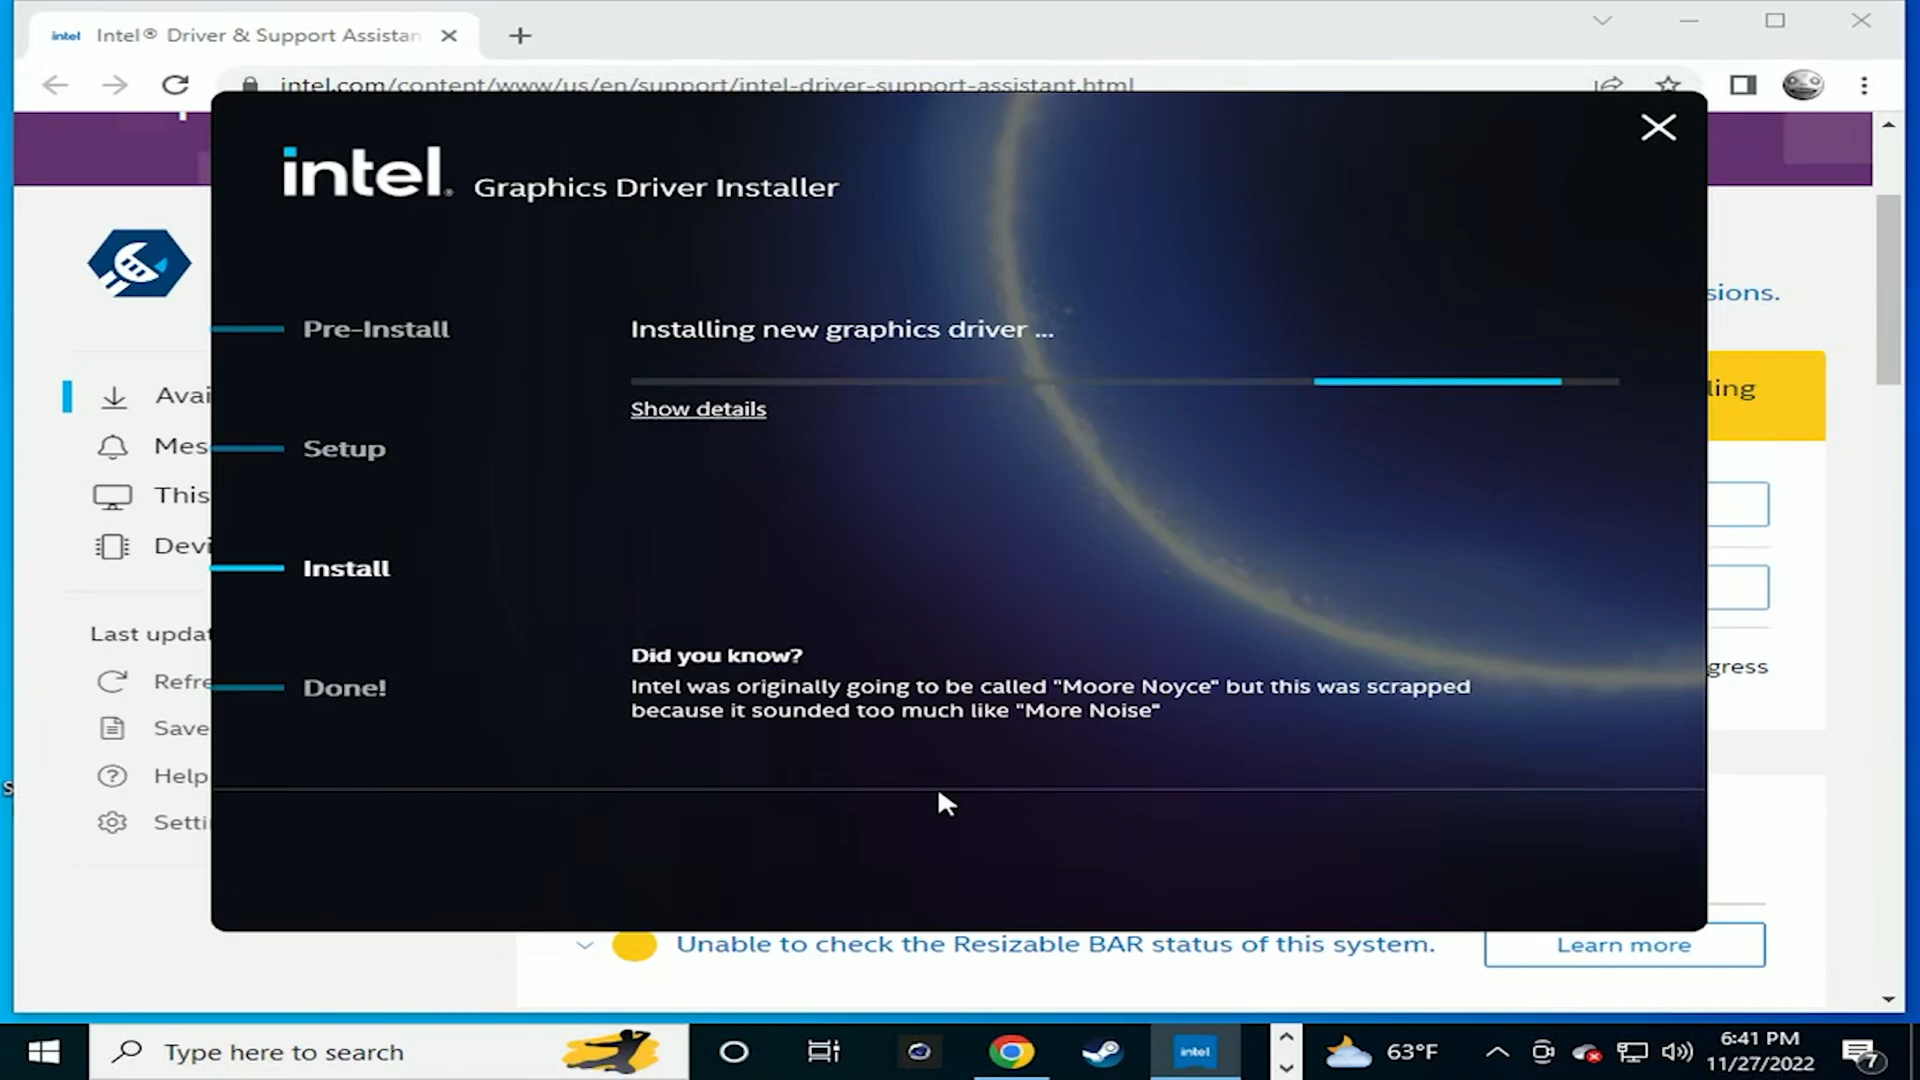 intel Intel® Driver & Support Assistan
intel.com/content/www/us/en/support/intel-driver-support-assistant.html
intel. Graphics Driver Installer
sions.
Pre-Install
Installing new graphics driver ...
ling
Avai
Show details
Mes
Setup
This
Devi
Install
Last updat
Did you know?
gress
Refre
Done!
Intel was originally going to be called "Moore Noyce" but this was scrapped
because it sounded too much like "More Noise"
Save
Help
S
Setti
Unable to check the Resizable BAR status of this system.
Learn more
Type here to search
intel
63°F
6:41 PM
11/27/2022
7